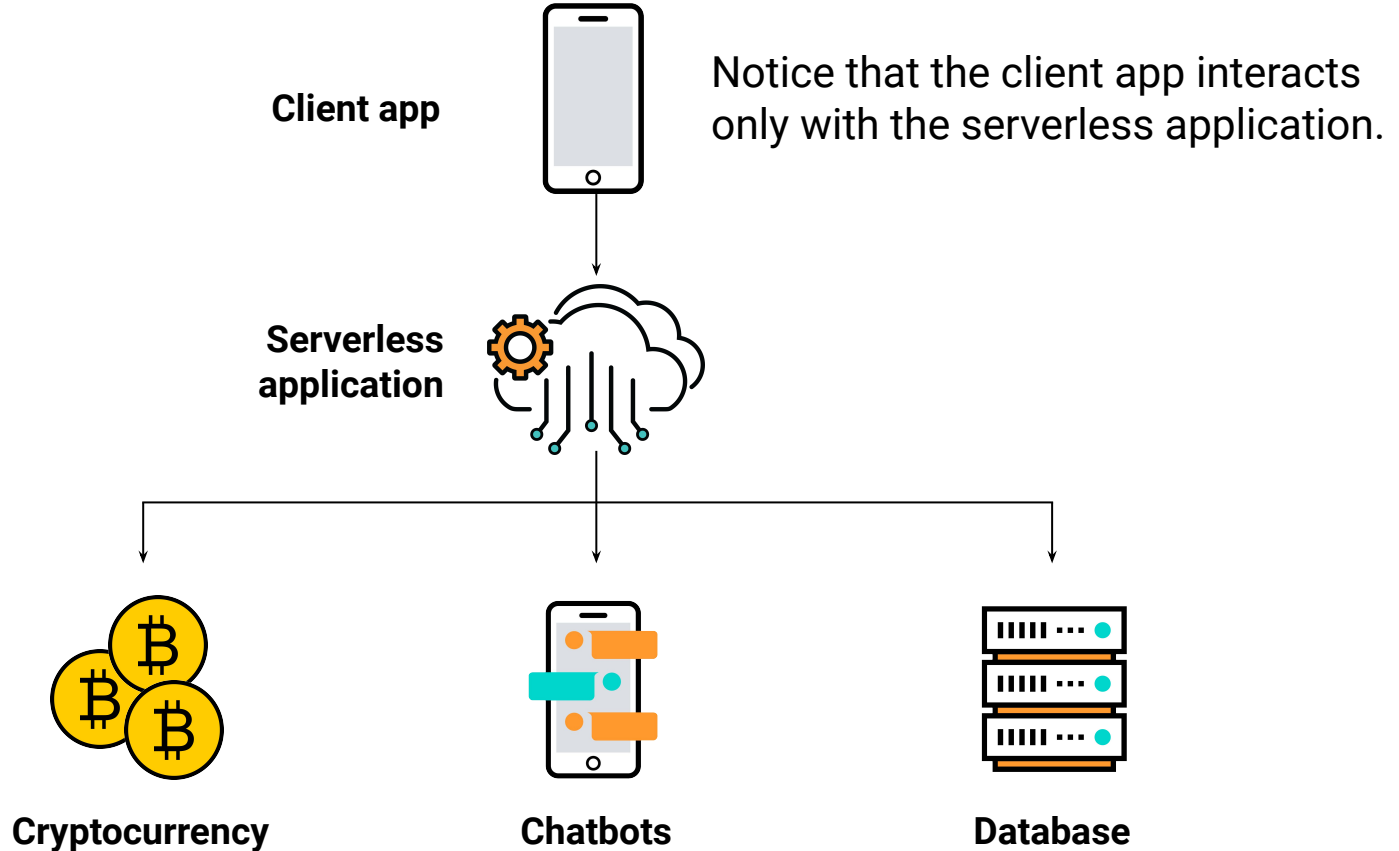 Client app
Notice that the client app interacts
only with the serverless application.
Serverless
application
Cryptocurrency
Chatbots
Database